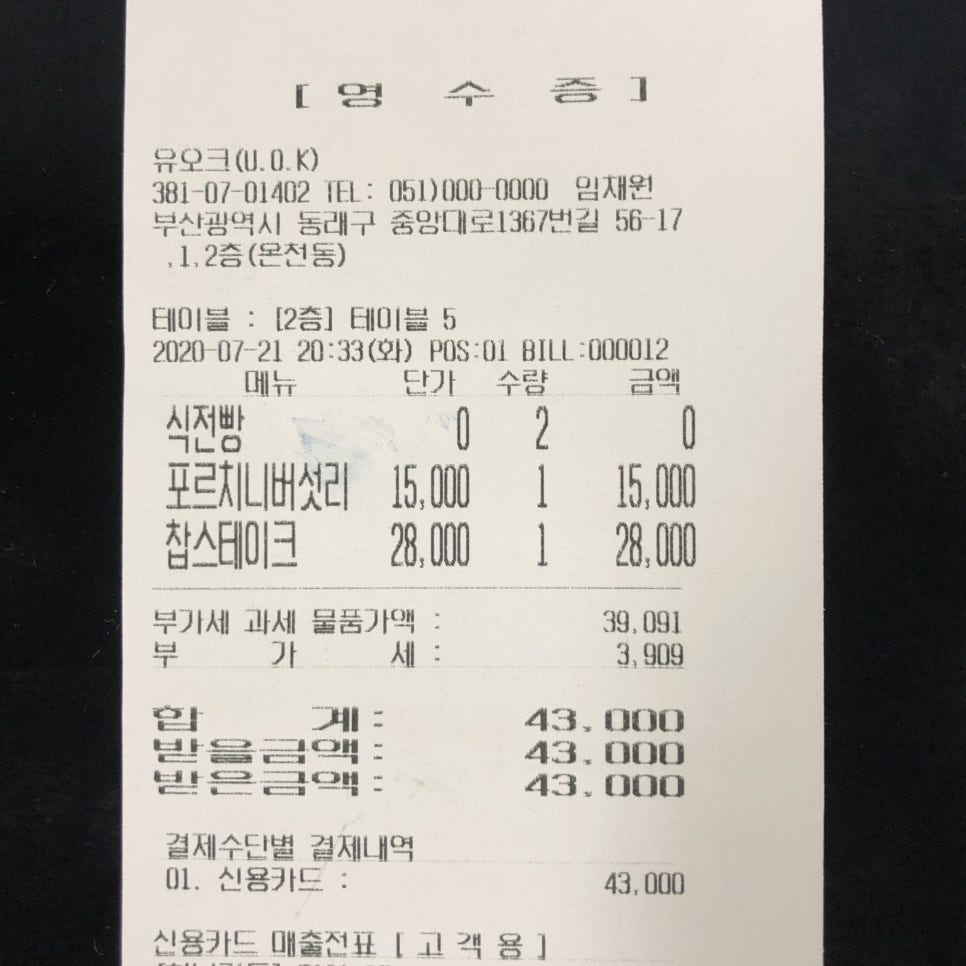 [ 영 수 증 ]
유오크(U.O.K)
381-07-01402 TEL: 051)000-0000 임채원
부산광역시 동래구 중앙대로1367번길 56-17
,1,2층(온천동)
테이블 : [2층] 테이블 5
2020-07-21 20:33(화) POS:01 BILL:000012
메뉴 단가 수량 금액
식전빵 0 2 0
포르치니버섯리 15,000 1 15,000
찹스테이크 28,000 1 28,000
부가세 과세 물품가액 : 39,091
부 가 세 : 3,909
합 계 : 43,000
받을금액 : 43,000
받은금액 : 43,000
결제수단별 결제내역
01. 신용카드 : 43,000
신용카드 매출전표 [ 고 객 용 ]